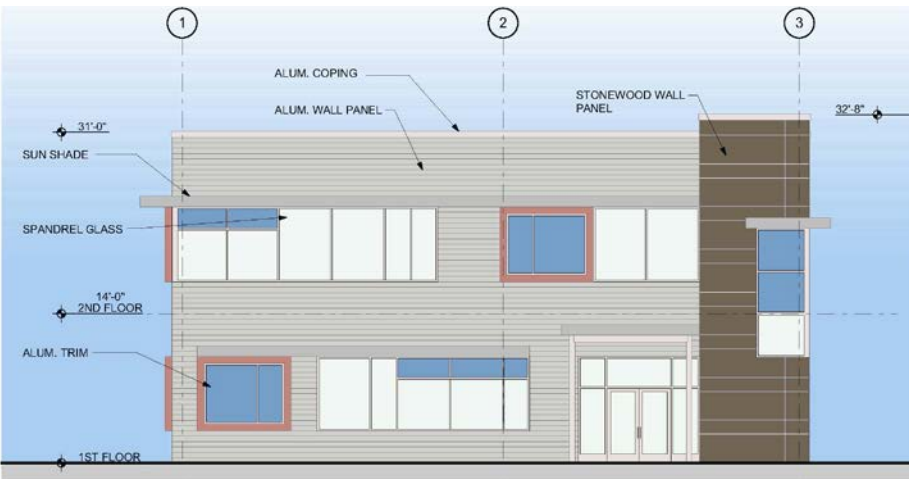 1
2
3
ALUM. COPING
ALUM. WALL PANEL
STONEWOOD WALL
PANEL
32'-8"
31'-0"
SUN SHADE
SPANDREL GLASS
14'-0"
2ND FLOOR
ALUM. TRIM
1ST FLOOR